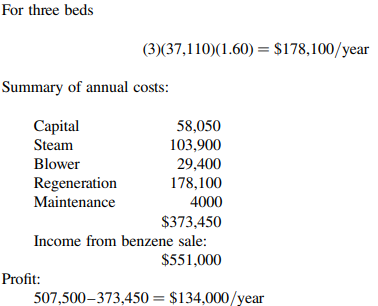 For three beds
(3)(37,110)(1.60) = $178,100/year
Summary of annual costs:
Capital 58,050
Steam 103,900
Blower 29,400
Regeneration 178,100
Maintenance 4000
$373,450
Income from benzene sale:
$551,000
Profit:
507,500–373,450 = $134,000/year